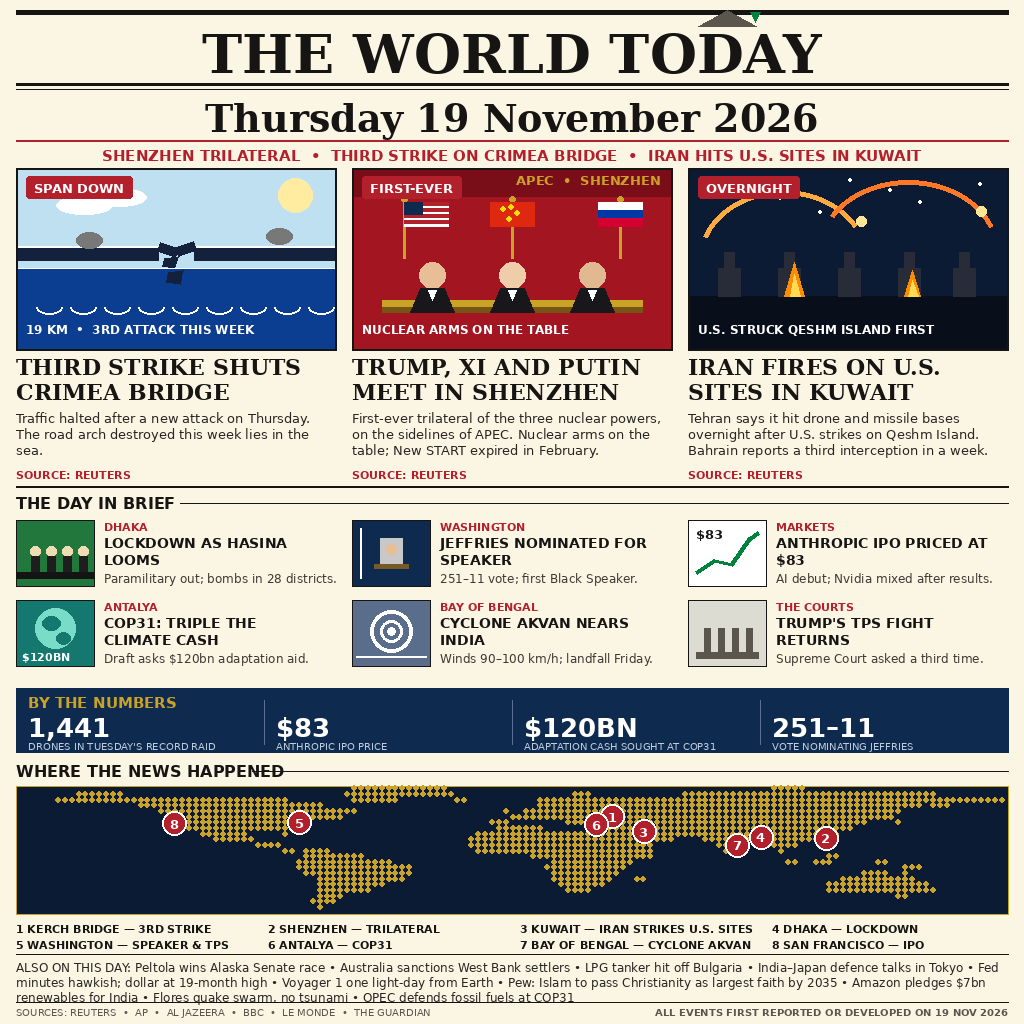 THE WORLD TODAY
Thursday 19 November 2026
SHENZHEN TRILATERAL • THIRD STRIKE ON CRIMEA BRIDGE • IRAN HITS U.S. SITES IN KUWAIT
SPAN DOWN
19 KM • 3RD ATTACK THIS WEEK
FIRST-EVER
APEC • SHENZHEN
NUCLEAR ARMS ON THE TABLE
OVERNIGHT
U.S. STRUCK QESHM ISLAND FIRST
THIRD STRIKE SHUTS
CRIMEA BRIDGE
Traffic halted after a new attack on Thursday.
The road arch destroyed this week lies in the
sea.
SOURCE: REUTERS
TRUMP, XI AND PUTIN
MEET IN SHENZHEN
First-ever trilateral of the three nuclear powers,
on the sidelines of APEC. Nuclear arms on the
table; New START expired in February.
SOURCE: REUTERS
IRAN FIRES ON U.S.
SITES IN KUWAIT
Tehran says it hit drone and missile bases
overnight after U.S. strikes on Qeshm Island.
Bahrain reports a third interception in a week.
SOURCE: REUTERS
THE DAY IN BRIEF
DHAKA
LOCKDOWN AS HASINA
LOOMS
Paramilitary out; bombs in 28 districts.
WASHINGTON
JEFFRIES NOMINATED FOR
SPEAKER
251–11 vote; first Black Speaker.
$83
MARKETS
ANTHROPIC IPO PRICED AT
$83
AI debut; Nvidia mixed after results.
$120BN
ANTALYA
COP31: TRIPLE THE
CLIMATE CASH
Draft asks $120bn adaptation aid.
BAY OF BENGAL
CYCLONE AKVAN NEARS
INDIA
Winds 90–100 km/h; landfall Friday.
THE COURTS
TRUMP'S TPS FIGHT
RETURNS
Supreme Court asked a third time.
BY THE NUMBERS
1,441
DRONES IN TUESDAY'S RECORD RAID
$83
ANTHROPIC IPO PRICE
$120BN
ADAPTATION CASH SOUGHT AT COP31
251–11
VOTE NOMINATING JEFFRIES
WHERE THE NEWS HAPPENED
8
5
6
1
3
7
4
2
1 KERCH BRIDGE — 3RD STRIKE
2 SHENZHEN — TRILATERAL
3 KUWAIT — IRAN STRIKES U.S. SITES
4 DHAKA — LOCKDOWN
5 WASHINGTON — SPEAKER & TPS
6 ANTALYA — COP31
7 BAY OF BENGAL — CYCLONE AKVAN
8 SAN FRANCISCO — IPO
ALSO ON THIS DAY: Peltola wins Alaska Senate race • Australia sanctions West Bank settlers • LPG tanker hit off Bulgaria • India–Japan defence talks in Tokyo • Fed
minutes hawkish; dollar at 19-month high • Voyager 1 one light-day from Earth • Pew: Islam to pass Christianity as largest faith by 2035 • Amazon pledges $7bn
renewables for India • Flores quake swarm, no tsunami • OPEC defends fossil fuels at COP31
SOURCES: REUTERS • AP • AL JAZEERA • BBC • LE MONDE • THE GUARDIAN
ALL EVENTS FIRST REPORTED OR DEVELOPED ON 19 NOV 2026